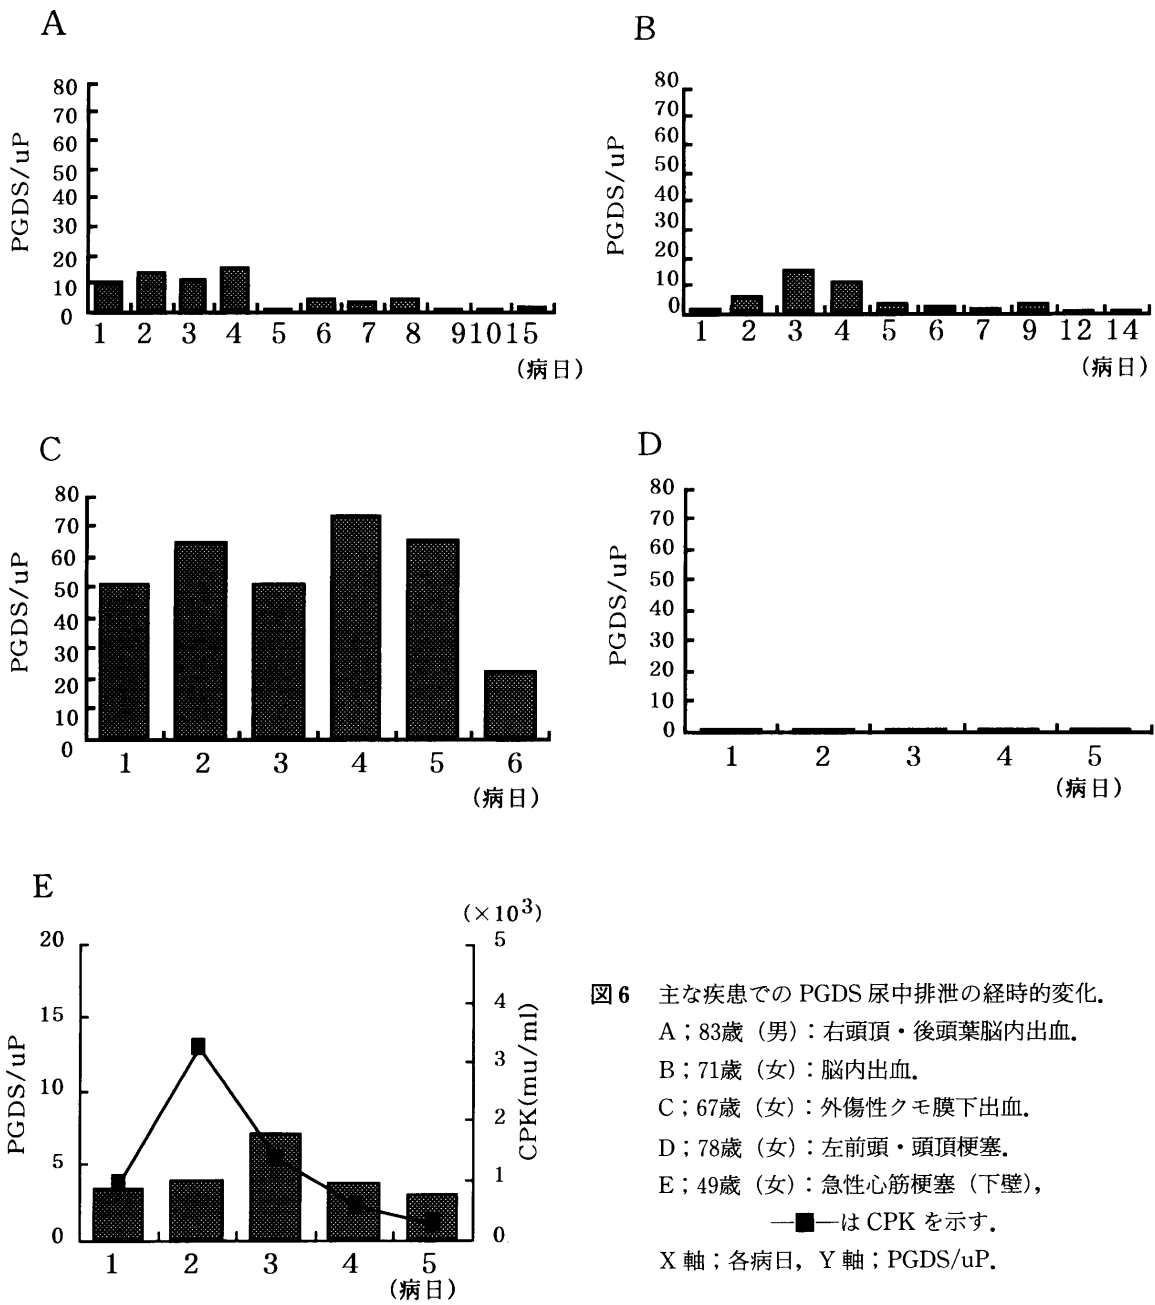 A
80
70
60
50
40
30
20
10
0
PGDS/uP
1 2 3 4 5 6 7 8 9 10 15
(病日)
B
80
70
60
50
40
30
20
10
0
PGDS/uP
1 2 3 4 5 6 7 9 12 14
(病日)
C
80
70
60
50
40
30
20
10
0
PGDS/uP
1 2 3 4 5 6
(病日)
D
80
70
60
50
40
30
20
10
0
PGDS/uP
1 2 3 4 5
(病日)
E
20
15
10
5
0
PGDS/uP
(×10³)
5
4
3
2
1
0
CPK(mu/ml)
1 2 3 4 5
(病日)
図6 主な疾患での PGDS 尿中排泄の経時的変化.
A；83歳（男）：右頭頂・後頭葉脳内出血.
B；71歳（女）：脳内出血.
C；67歳（女）：外傷性クモ膜下出血.
D；78歳（女）：左前頭・頭頂梗塞.
E；49歳（女）：急性心筋梗塞（下壁），
─■─は CPK を示す.
X 軸；各病日，Y 軸；PGDS/uP.